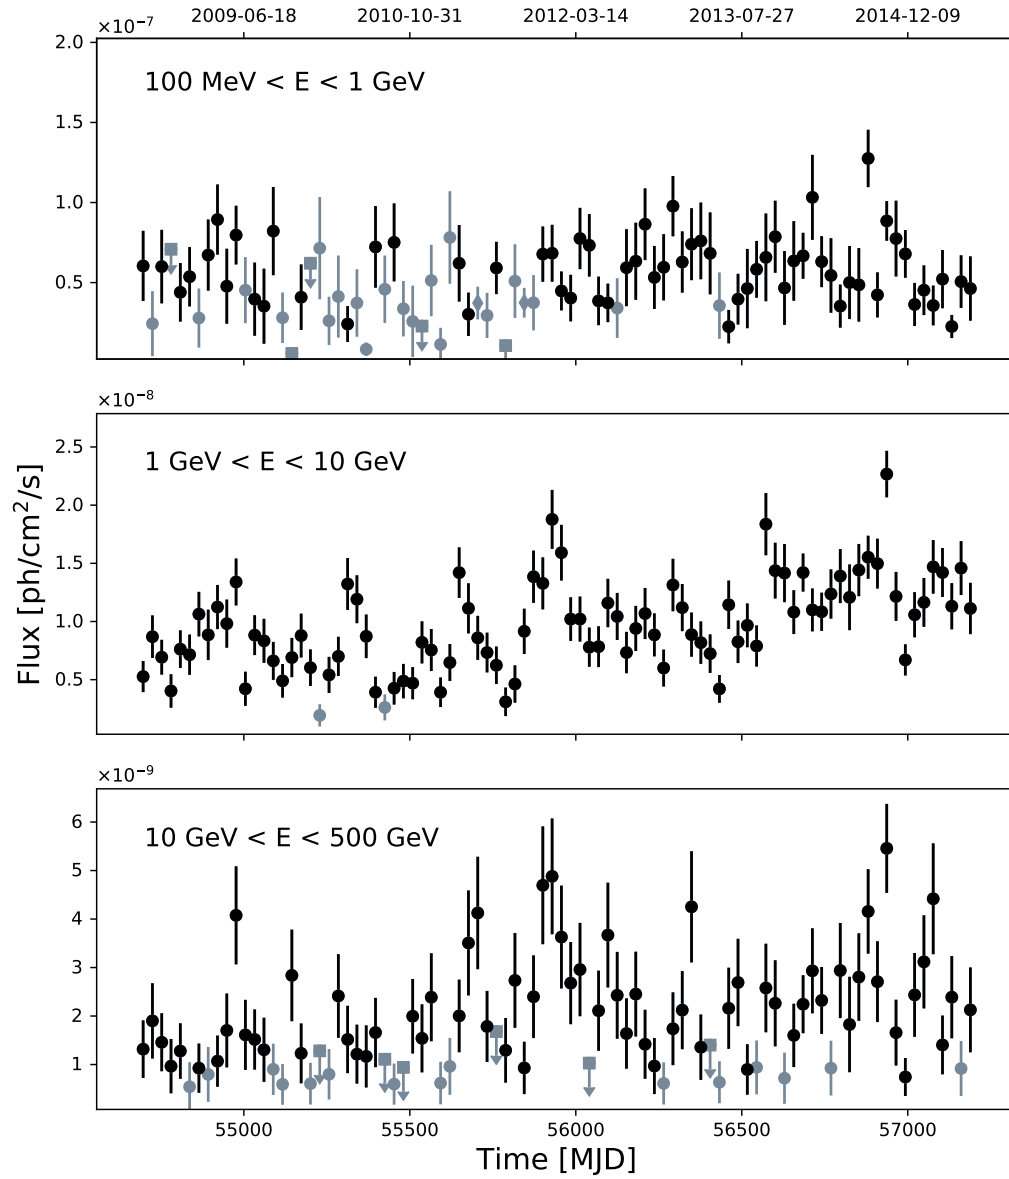 2009-06-18 2010-10-31 2012-03-14 2013-07-27 2014-12-09
×10⁻⁷
2.0
100 MeV < E < 1 GeV
1.5
1.0
0.5
×10⁻⁸
2.5
1 GeV < E < 10 GeV
2.0
1.5
1.0
0.5
Flux [ph/cm²/s]
×10⁻⁹
6
10 GeV < E < 500 GeV
5
4
3
2
1
55000 55500 56000 56500 57000
Time [MJD]